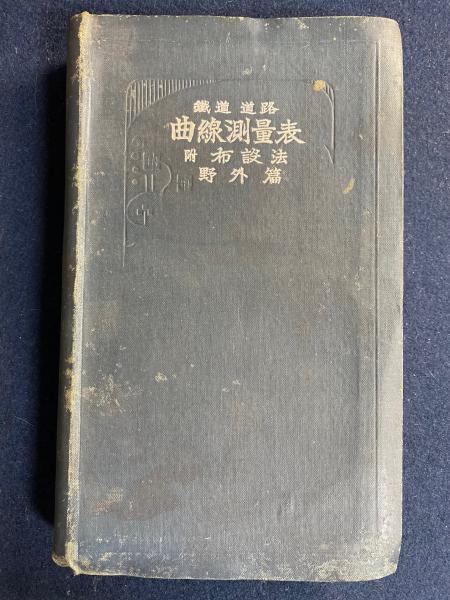 鐵道 道路
曲線測量表
附 布設法
野外篇